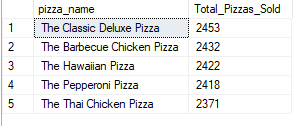 pizza_name Total_Pizzas_Sold
1 The Classic Deluxe Pizza 2453
2 The Barbecue Chicken Pizza 2432
3 The Hawaiian Pizza 2422
4 The Pepperoni Pizza 2418
5 The Thai Chicken Pizza 2371